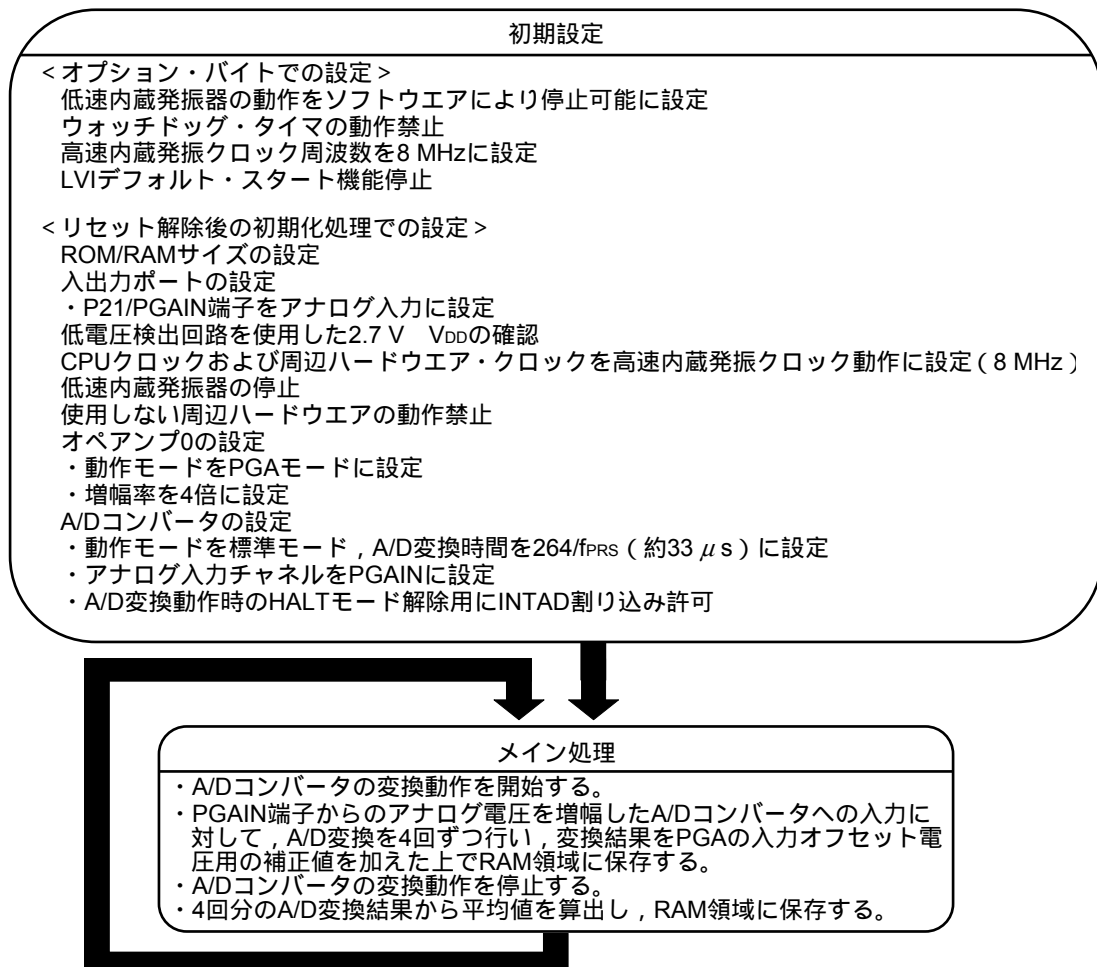 初期設定
<オプション・バイトでの設定>
低速内蔵発振器の動作をソフトウエアにより停止可能に設定
ウォッチドッグ・タイマの動作禁止
高速内蔵発振クロック周波数を8 MHzに設定
LVIデフォルト・スタート機能停止
<リセット解除後の初期化処理での設定>
ROM/RAMサイズの設定
入出力ポートの設定
・P21/PGAIN端子をアナログ入力に設定
低電圧検出回路を使用した2.7 V VDDの確認
CPUクロックおよび周辺ハードウエア・クロックを高速内蔵発振クロック動作に設定(8 MHz)
低速内蔵発振器の停止
使用しない周辺ハードウエアの動作禁止
オペアンプ0の設定
・動作モードをPGAモードに設定
・増幅率を4倍に設定
A/Dコンバータの設定
・動作モードを標準モード,A/D変換時間を264/fPRS(約33 μs)に設定
・アナログ入力チャネルをPGAINに設定
・A/D変換動作時のHALTモード解除用にINTAD割り込み許可
メイン処理
・A/Dコンバータの変換動作を開始する。
・PGAIN端子からのアナログ電圧を増幅したA/Dコンバータへの入力に
対して,A/D変換を4回ずつ行い,変換結果をPGAの入力オフセット電
圧用の補正値を加えた上でRAM領域に保存する。
・A/Dコンバータの変換動作を停止する。
・4回分のA/D変換結果から平均値を算出し,RAM領域に保存する。